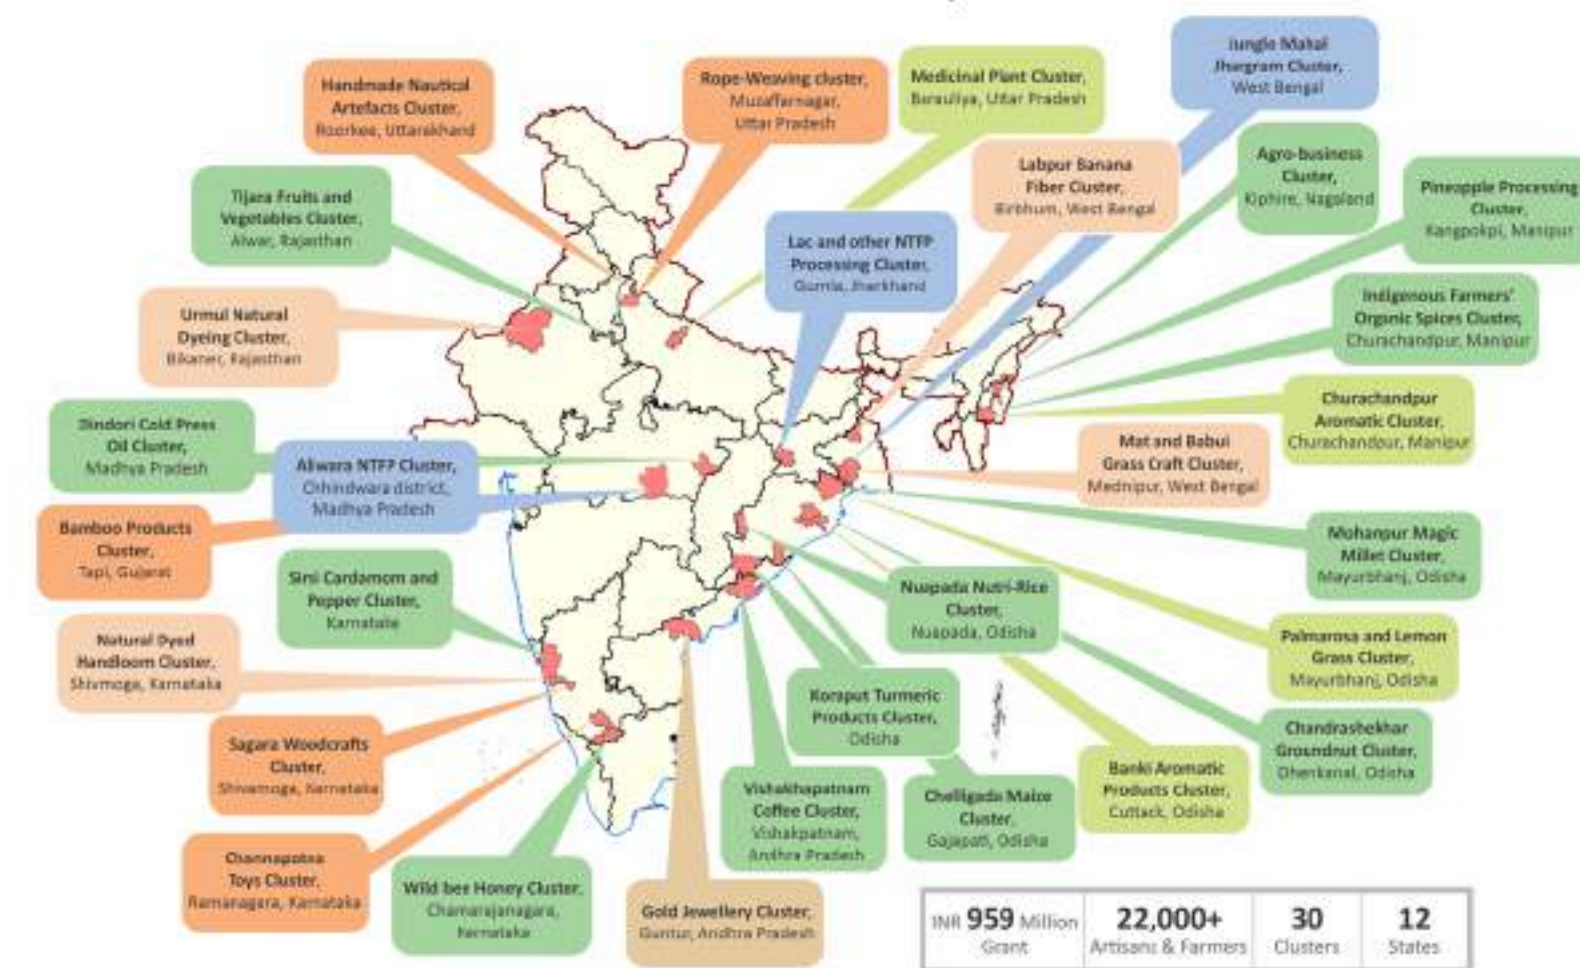 Jungle Mahal
Jhargram Cluster,
West Bengal
Handmade Nautical
Artefacts Cluster,
Roorkee, Uttarakhand
Rope-Weaving cluster,
Muzaffarnagar,
Uttar Pradesh
Medicinal Plant Cluster,
Barauliya, Uttar Pradesh
Labpur Banana
Fiber Cluster,
Birbhum, West Bengal
Agro-business
Cluster,
Kiphire, Nagaland
Pineapple Processing
Cluster,
Kangpokpi, Manipur
Tijara Fruits and
Vegetables Cluster,
Alwar, Rajasthan
Lac and other NTFP
Processing Cluster,
Gumla, Jharkhand
Indigenous Farmers'
Organic Spices Cluster,
Churachandpur, Manipur
Urmul Natural
Dyeing Cluster,
Bikaner, Rajasthan
Churachandpur
Aromatic Cluster,
Churachandpur, Manipur
Dindori Cold Press
Oil Cluster,
Madhya Pradesh
Aliwara NTFP Cluster,
Chhindwara district,
Madhya Pradesh
Mat and Babui
Grass Craft Cluster,
Mednipur, West Bengal
Bamboo Products
Cluster,
Tapi, Gujarat
Mohanpur Magic
Millet Cluster,
Mayurbhanj, Odisha
Sirsi Cardamom and
Pepper Cluster,
Karnataka
Nuapada Nutri-Rice
Cluster,
Nuapada, Odisha
Natural Dyed
Handloom Cluster,
Shivmoga, Karnataka
Palmarosa and Lemon
Grass Cluster,
Mayurbhanj, Odisha
Koraput Turmeric
Products Cluster,
Odisha
Sagara Woodcrafts
Cluster,
Shivamoga, Karnataka
Chandrashekhar
Groundnut Cluster,
Dhenkanal, Odisha
Vishakhapatnam
Coffee Cluster,
Vishakpatnam,
Andhra Pradesh
Chelligada Maize
Cluster,
Gajapati, Odisha
Banki Aromatic
Products Cluster,
Cuttack, Odisha
Channapatna
Toys Cluster,
Ramanagara, Karnataka
Wild bee Honey Cluster,
Chamarajanagara,
Karnataka
Gold Jewellery Cluster,
Guntur, Andhra Pradesh
INR 959 Million
Grant
22,000+
Artisans & Farmers
30
Clusters
12
States